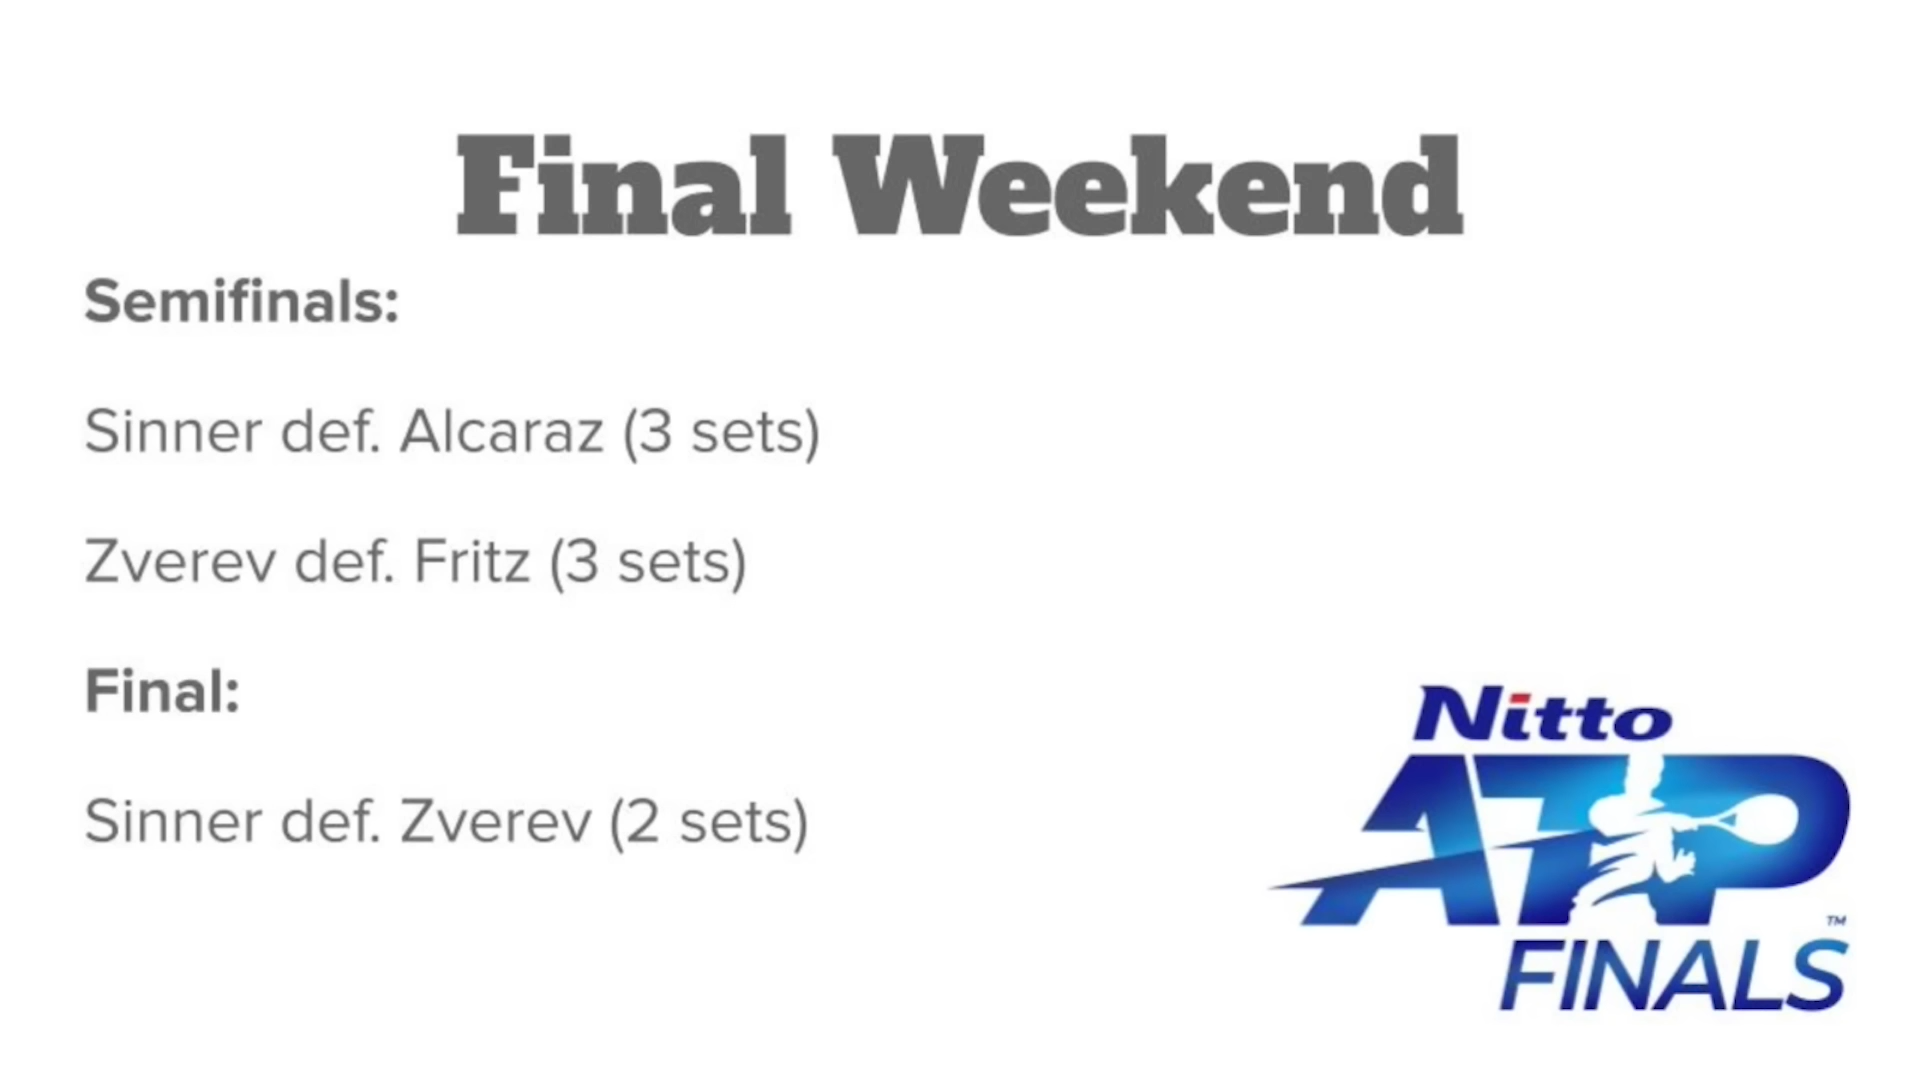 Final Weekend
Semifinals:
Sinner def. Alcaraz (3 sets)
Zverev def. Fritz (3 sets)
Final:
Sinner def. Zverev (2 sets)
Nitto
ATP
™
FINALS